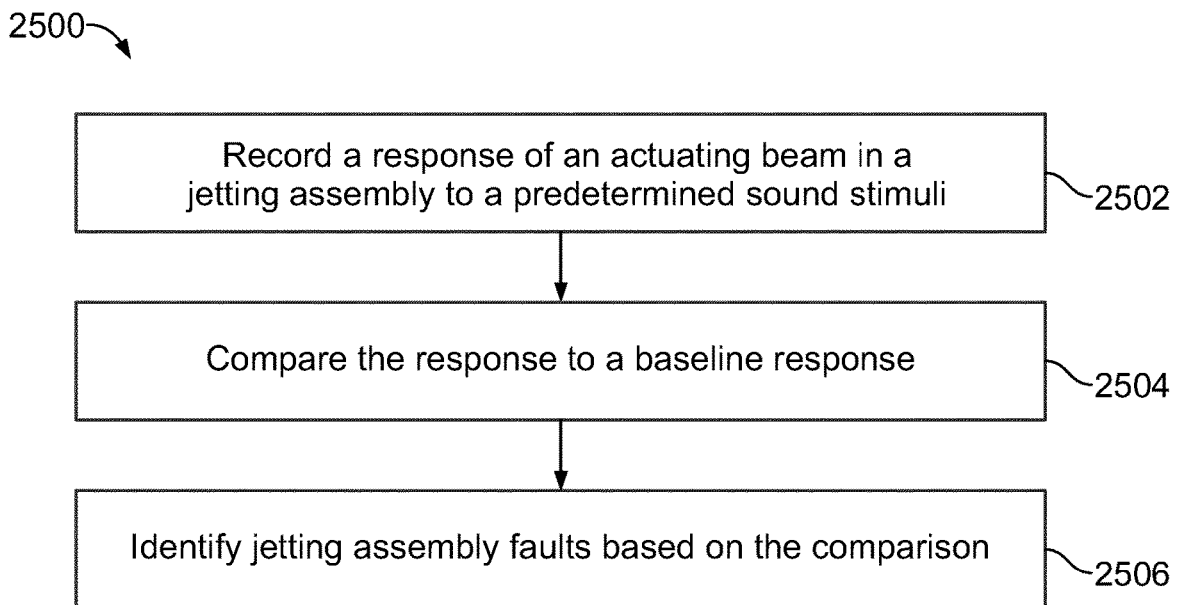 2500
Record a response of an actuating beam in a
jetting assembly to a predetermined sound stimuli
2502
Compare the response to a baseline response
2504
Identify jetting assembly faults based on the comparison
2506